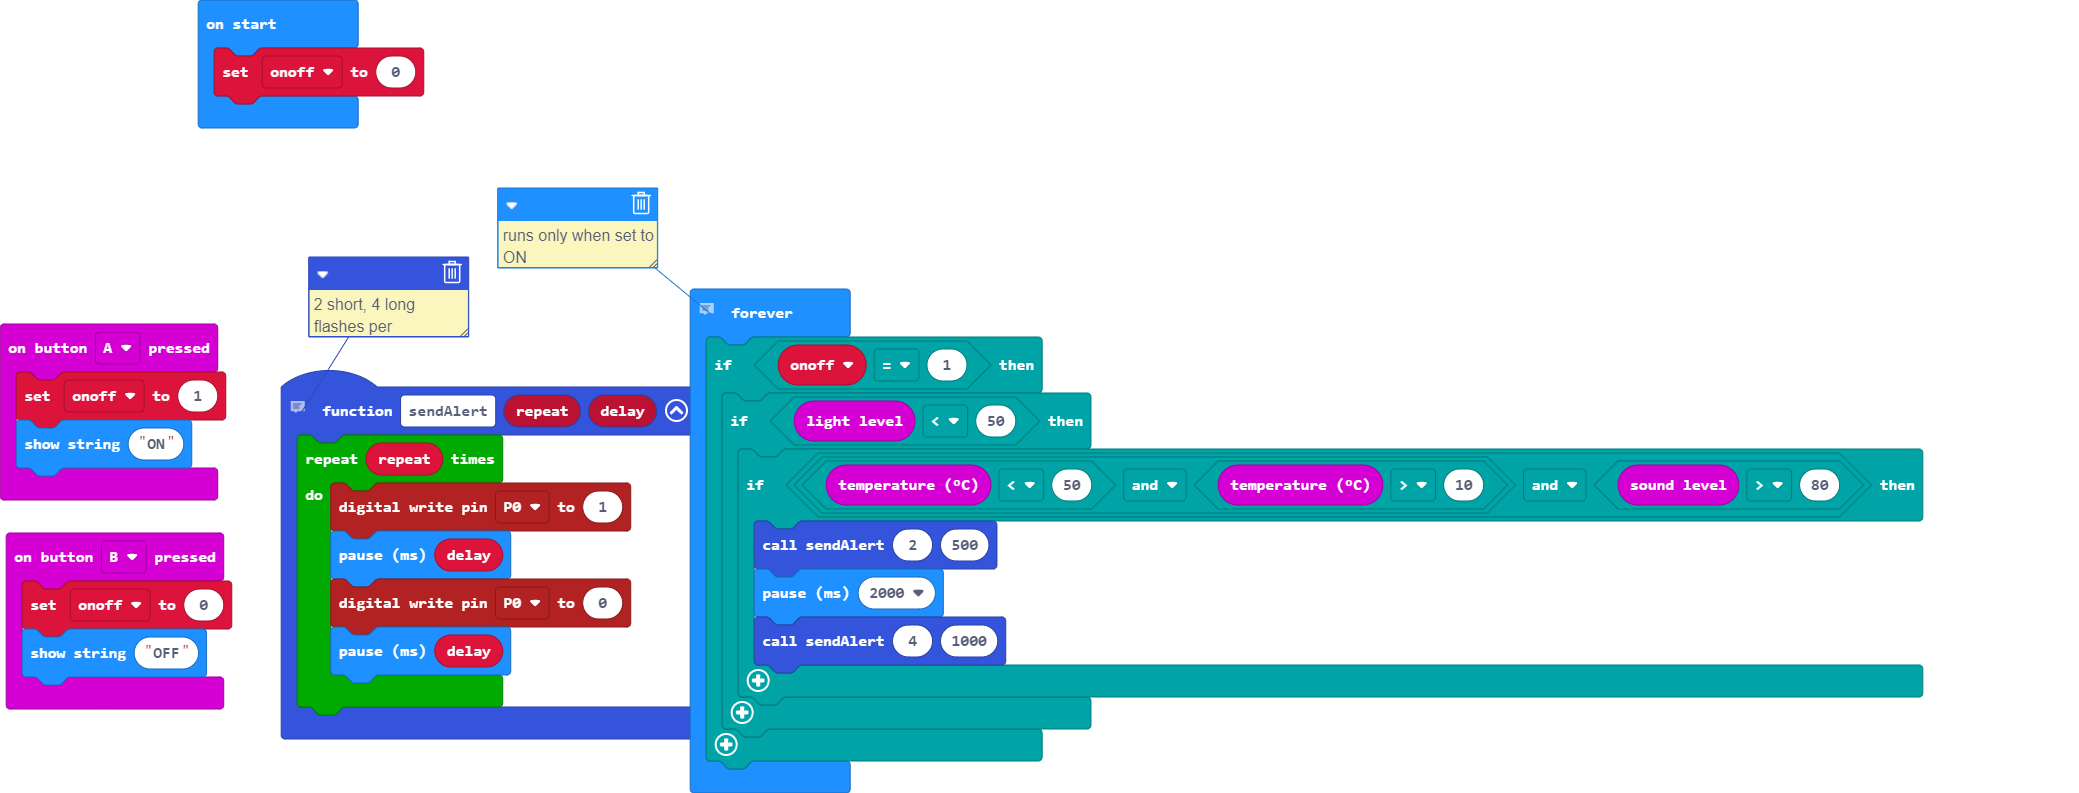 on start
set onoff to 0
runs only when set to
ON
2 short, 4 long
flashes per
on button A pressed
set onoff to 1
show string "ON"
on button B pressed
set onoff to 0
show string "OFF"
function sendAlert repeat delay
repeat repeat times
do
digital write pin P0 to 1
pause (ms) delay
digital write pin P0 to 0
pause (ms) delay
forever
if onoff = 1 then
if light level < 50 then
if temperature (ºC) < 50 and temperature (ºC) > 10 and sound level > 80 then
call sendAlert 2 500
pause (ms) 2000
call sendAlert 4 1000